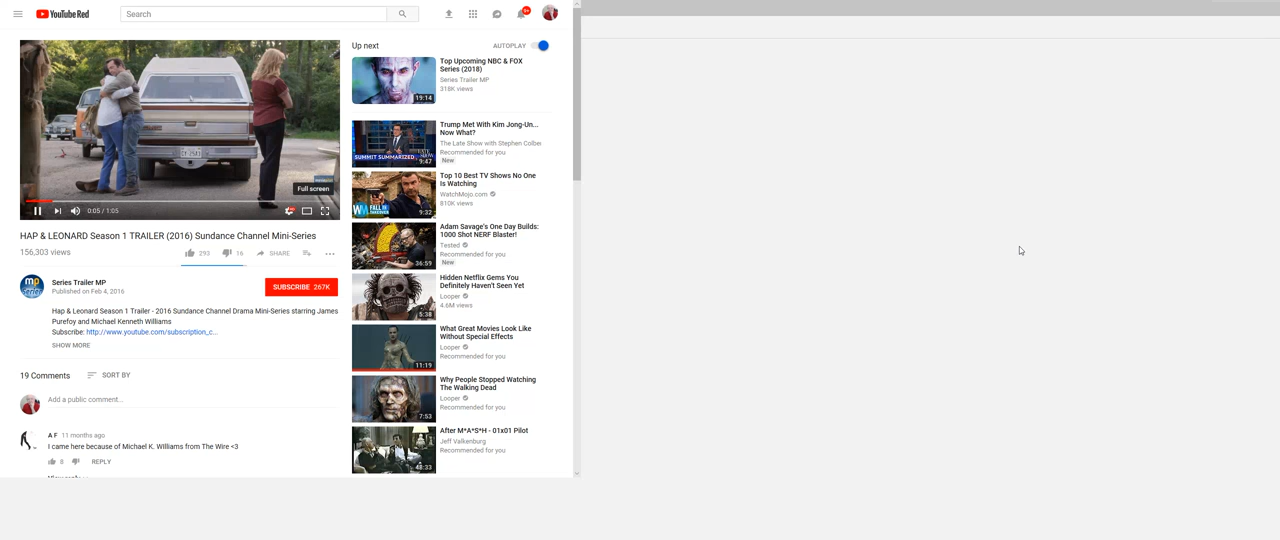 YouTube Red
Search
9+
Full screen
0:05 / 1:05
HAP & LEONARD Season 1 TRAILER (2016) Sundance Channel Mini-Series
156,303 views
293
16
SHARE
Series Trailer MP
Published on Feb 4, 2016
SUBSCRIBE 267K
Hap & Leonard Season 1 Trailer - 2016 Sundance Channel Drama Mini-Series starring James
Purefoy and Michael Kenneth Williams
Subscribe: http://www.youtube.com/subscription_c...
SHOW MORE
19 Comments
SORT BY
Add a public comment...
A F 11 months ago
I came here because of Michael K. Williams from The Wire <3
8
REPLY
Up next
AUTOPLAY
19:14
Top Upcoming NBC & FOX
Series (2018)
Series Trailer MP
318K views
SUMMIT SUMMARIZED
9:47
Trump Met With Kim Jong-Un...
Now What?
The Late Show with Stephen Colbe
Recommended for you
New
FALL
TAKEOVER
9:32
Top 10 Best TV Shows No One
Is Watching
WatchMojo.com
810K views
36:59
Adam Savage's One Day Builds:
1000 Shot NERF Blaster!
Tested
Recommended for you
New
5:38
Hidden Netflix Gems You
Definitely Haven't Seen Yet
Looper
4.6M views
11:19
What Great Movies Look Like
Without Special Effects
Looper
Recommended for you
7:53
Why People Stopped Watching
The Walking Dead
Looper
Recommended for you
After M*A*S*H - 01x01 Pilot
Jeff Valkenburg
Recommended for you